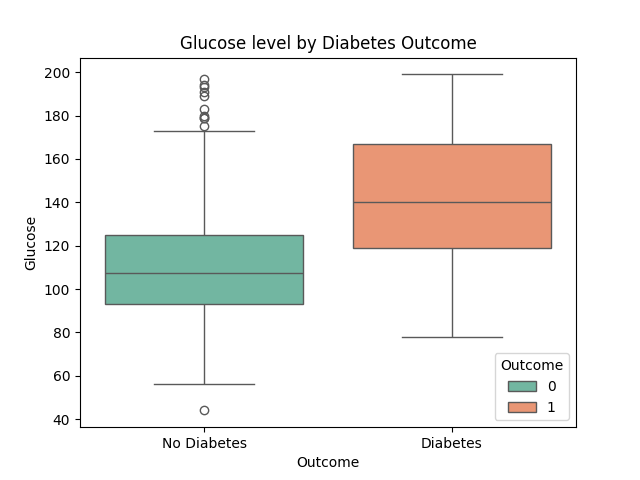 Glucose level by Diabetes Outcome
Glucose
200
180
160
140
120
100
80
60
40
No Diabetes
Diabetes
Outcome
Outcome
0
1